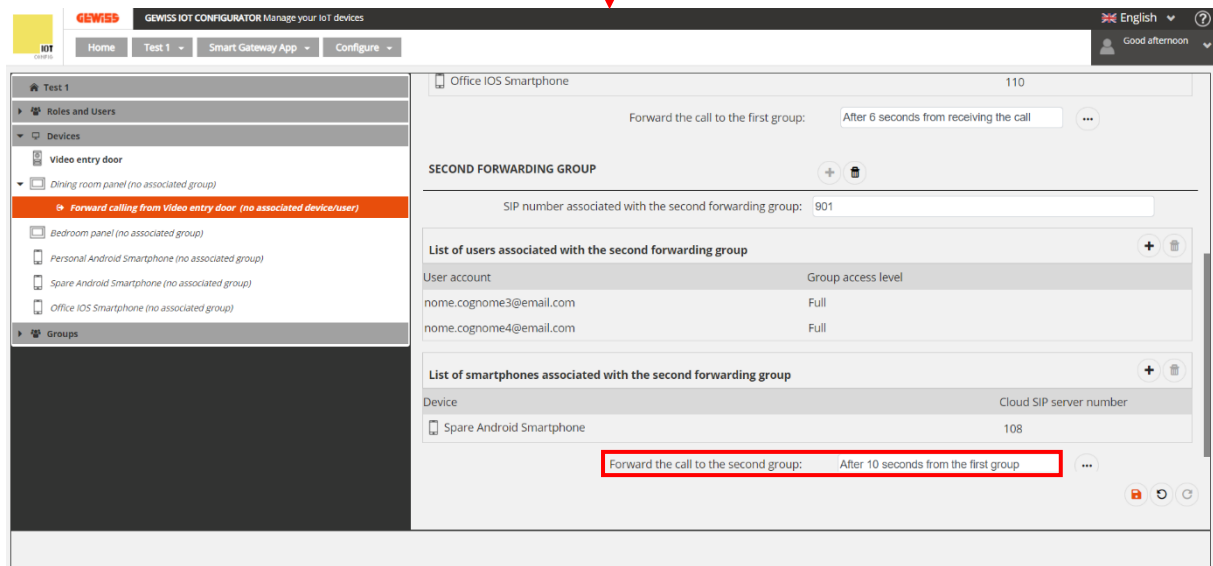 GEWISS GEWISS IOT CONFIGURATOR Manage your IoT devices English ?
IOT CONFIG Home Test 1 Smart Gateway App Configure Good afternoon
Test 1
Roles and Users
Devices
Video entry door
Dining room panel (no associated group)
Forward calling from Video entry door (no associated device/user)
Bedroom panel (no associated group)
Personal Android Smartphone (no associated group)
Spare Android Smartphone (no associated group)
Office IOS Smartphone (no associated group)
Groups
Office IOS Smartphone 110
Forward the call to the first group: After 6 seconds from receiving the call ...
SECOND FORWARDING GROUP
SIP number associated with the second forwarding group: 901
List of users associated with the second forwarding group
User account Group access level
nome.cognome3@email.com Full
nome.cognome4@email.com Full
List of smartphones associated with the second forwarding group
Device Cloud SIP server number
Spare Android Smartphone 108
Forward the call to the second group: After 10 seconds from the first group ...